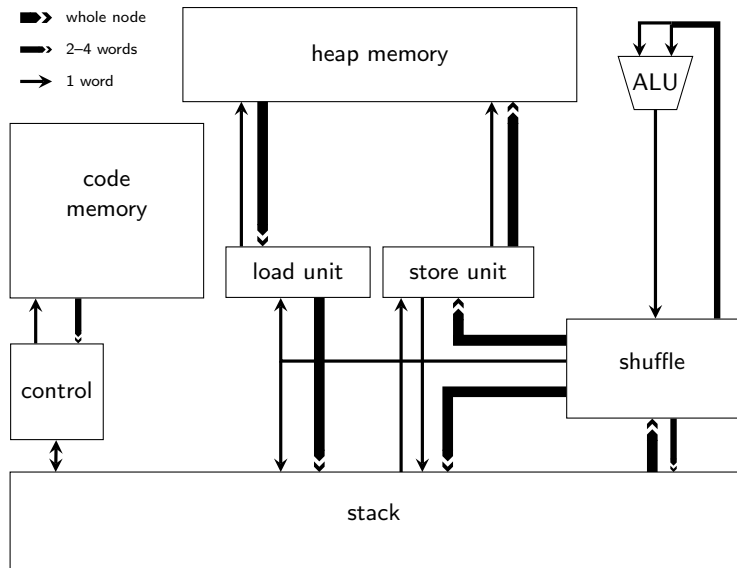 whole node
2–4 words
1 word
heap memory
ALU
code
memory
load unit
store unit
shuffle
control
stack